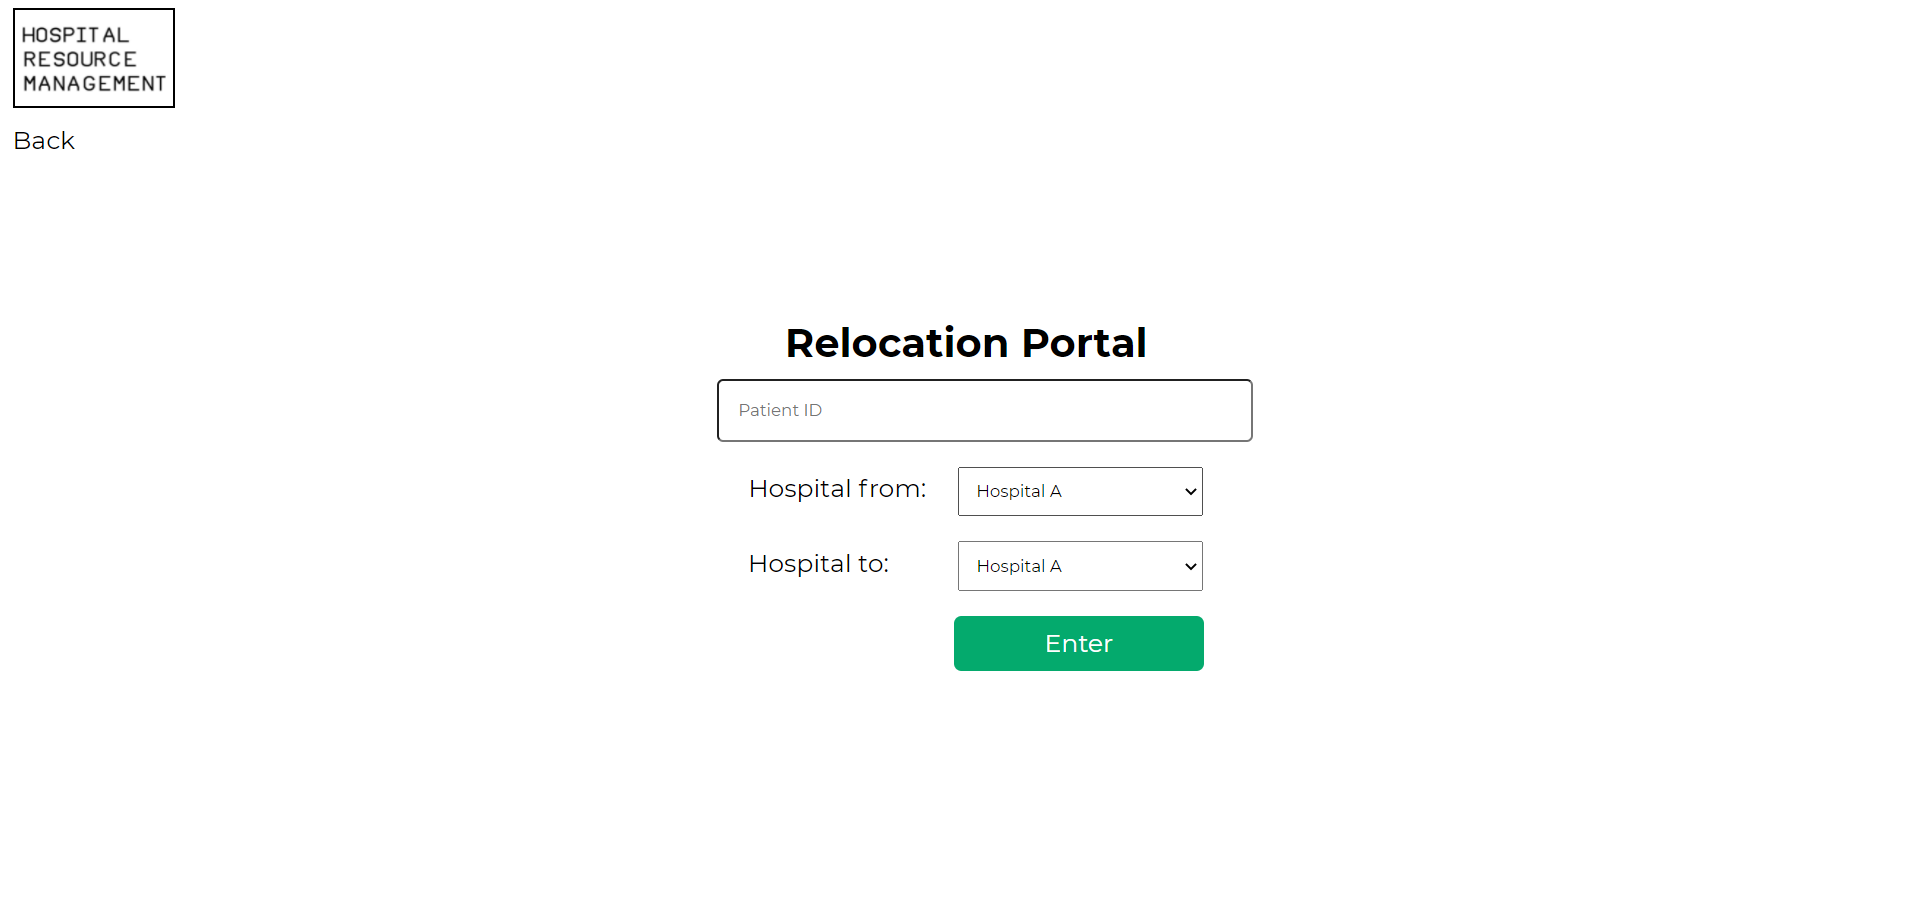 HOSPITAL
RESOURCE
MANAGEMENT
Back
Relocation Portal
Patient ID
Hospital from: Hospital A
Hospital to: Hospital A
Enter